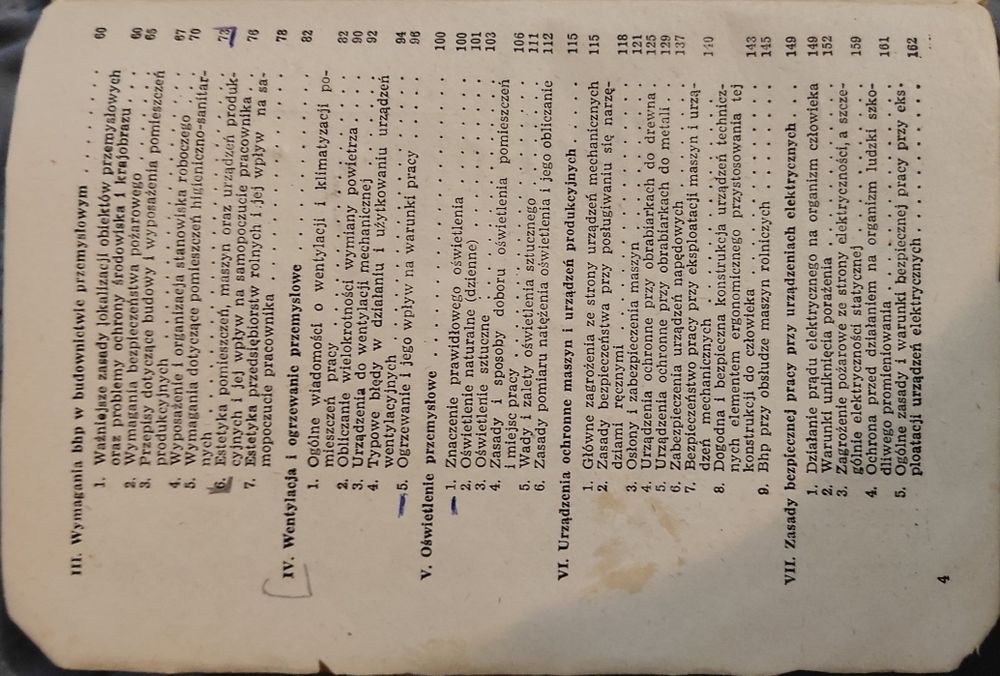 III. Wymagania bhp w budownictwie przemysłowym . . . . . . 60
1. Ważniejsze zasady lokalizacji obiektów przemysłowych
oraz problemy ochrony środowiska i krajobrazu . . 60
2. Wymagania bezpieczeństwa pożarowego . . . . . 63
3. Przepisy dotyczące budowy i wyposażenia pomieszczeń
produkcyjnych . . . . . . . . . . . 65
4. Wyposażenie i organizacja stanowiska roboczego . . 67
5. Wymagania dotyczące pomieszczeń higieniczno-sanitar-
nych . . . . . . . . . . . . . 70
6. Estetyka pomieszczeń, maszyn oraz urządzeń produk-
cyjnych i jej wpływ na samopoczucie pracownika . . 73
7. Estetyka przedsiębiorstw rolnych i jej wpływ na sa-
mopoczucie pracownika . . . . . . . . . 76
IV. Wentylacja i ogrzewanie przemysłowe . . . . . . . 78
1. Ogólne wiadomości o wentylacji i klimatyzacji po-
mieszczeń pracy . . . . . . . . . . 82
2. Obliczanie wielokrotności wymiany powietrza . . . 82
3. Urządzenia do wentylacji mechanicznej . . . . . 90
4. Typowe błędy w działaniu i użytkowaniu urządzeń
wentylacyjnych . . . . . . . . . . 92
5. Ogrzewanie i jego wpływ na warunki pracy . . . . 94
96
V. Oświetlenie przemysłowe . . . . . . . . . . 100
1. Znaczenie prawidłowego oświetlenia . . . . . . 100
2. Oświetlenie naturalne (dzienne) . . . . . . . 101
3. Oświetlenie sztuczne . . . . . . . . . 103
4. Zasady i sposoby doboru oświetlenia pomieszczeń
i miejsc pracy . . . . . . . . . . . 106
5. Wady i zalety oświetlenia sztucznego . . . . . 111
6. Zasady pomiaru natężenia oświetlenia i jego obliczanie 112
VI. Urządzenia ochronne maszyn i urządzeń produkcyjnych . . . 115
1. Główne zagrożenia ze strony urządzeń mechanicznych 115
2. Zasady bezpieczeństwa przy posługiwaniu się narzę-
dziami ręcznymi . . . . . . . . . . 118
3. Osłony i zabezpieczenia maszyn . . . . . . . 121
4. Urządzenia ochronne przy obrabiarkach do drewna . 125
5. Urządzenia ochronne przy obrabiarkach do metali . . 129
6. Zabezpieczenia urządzeń napędowych . . . . . 137
7. Bezpieczeństwo pracy przy eksploatacji maszyn i urzą-
dzeń mechanicznych . . . . . . . . . 140
8. Dogodna i bezpieczna konstrukcja urządzeń technicz-
nych elementem ergonomicznego przystosowania tej
konstrukcji do człowieka . . . . . . . . 143
9. Bhp przy obsłudze maszyn rolniczych . . . . . 145
VII. Zasady bezpiecznej pracy przy urządzeniach elektrycznych . . . 149
1. Działanie prądu elektrycznego na organizm człowieka 149
2. Warunki uniknięcia porażenia . . . . . . . 152
3. Zagrożenie pożarowe ze strony elektryczności, a szcze-
gólnie elektryczności statycznej . . . . . . . 159
4. Ochrona przed działaniem na organizm ludzki szko-
dliwego promieniowania . . . . . . . . 161
5. Ogólne zasady i warunki bezpiecznej pracy przy eks-
ploatacji urządzeń elektrycznych . . . . . . . 162
4